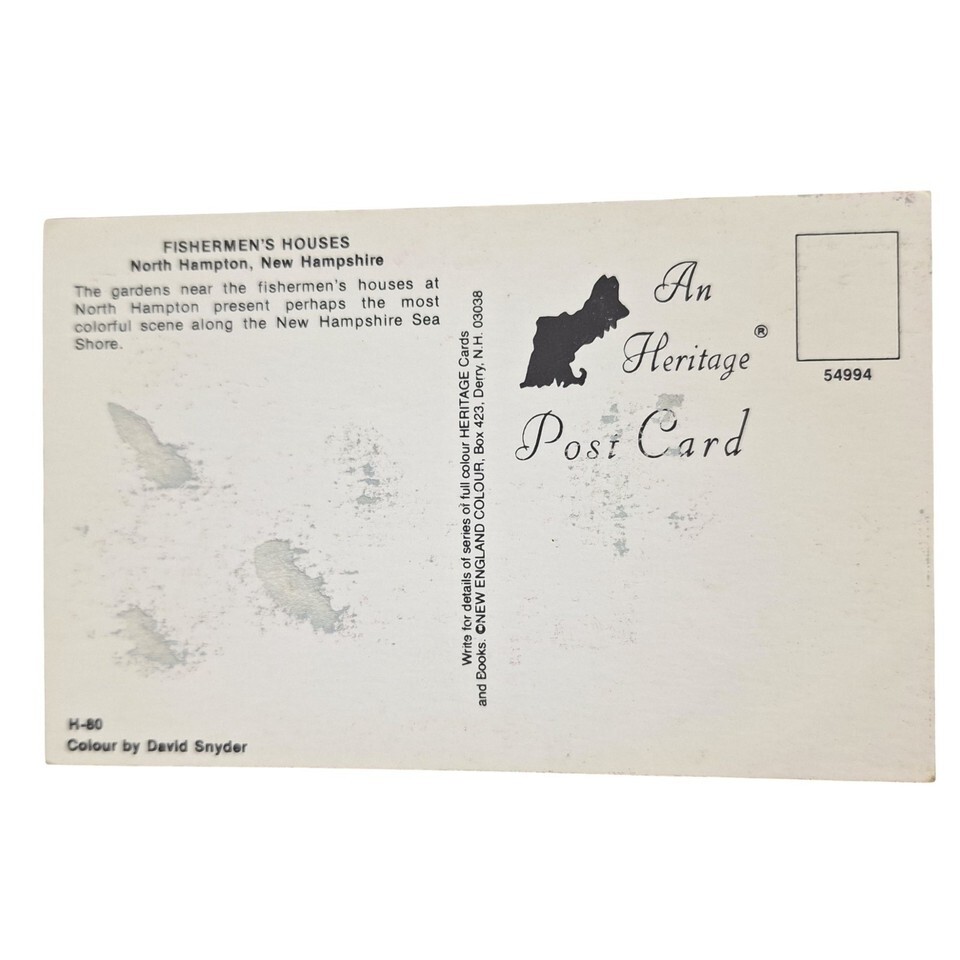 FISHERMEN'S HOUSES
North Hampton, New Hampshire
The gardens near the fishermen's houses at
North Hampton present perhaps the most
colorful scene along the New Hampshire Sea
Shore.
H-80
Colour by David Snyder
Write for details of series of full colour HERITAGE Cards
and Books. ©NEW ENGLAND COLOUR, Box 423, Derry, N.H. 03038
An
Heritage®
Post Card
54994